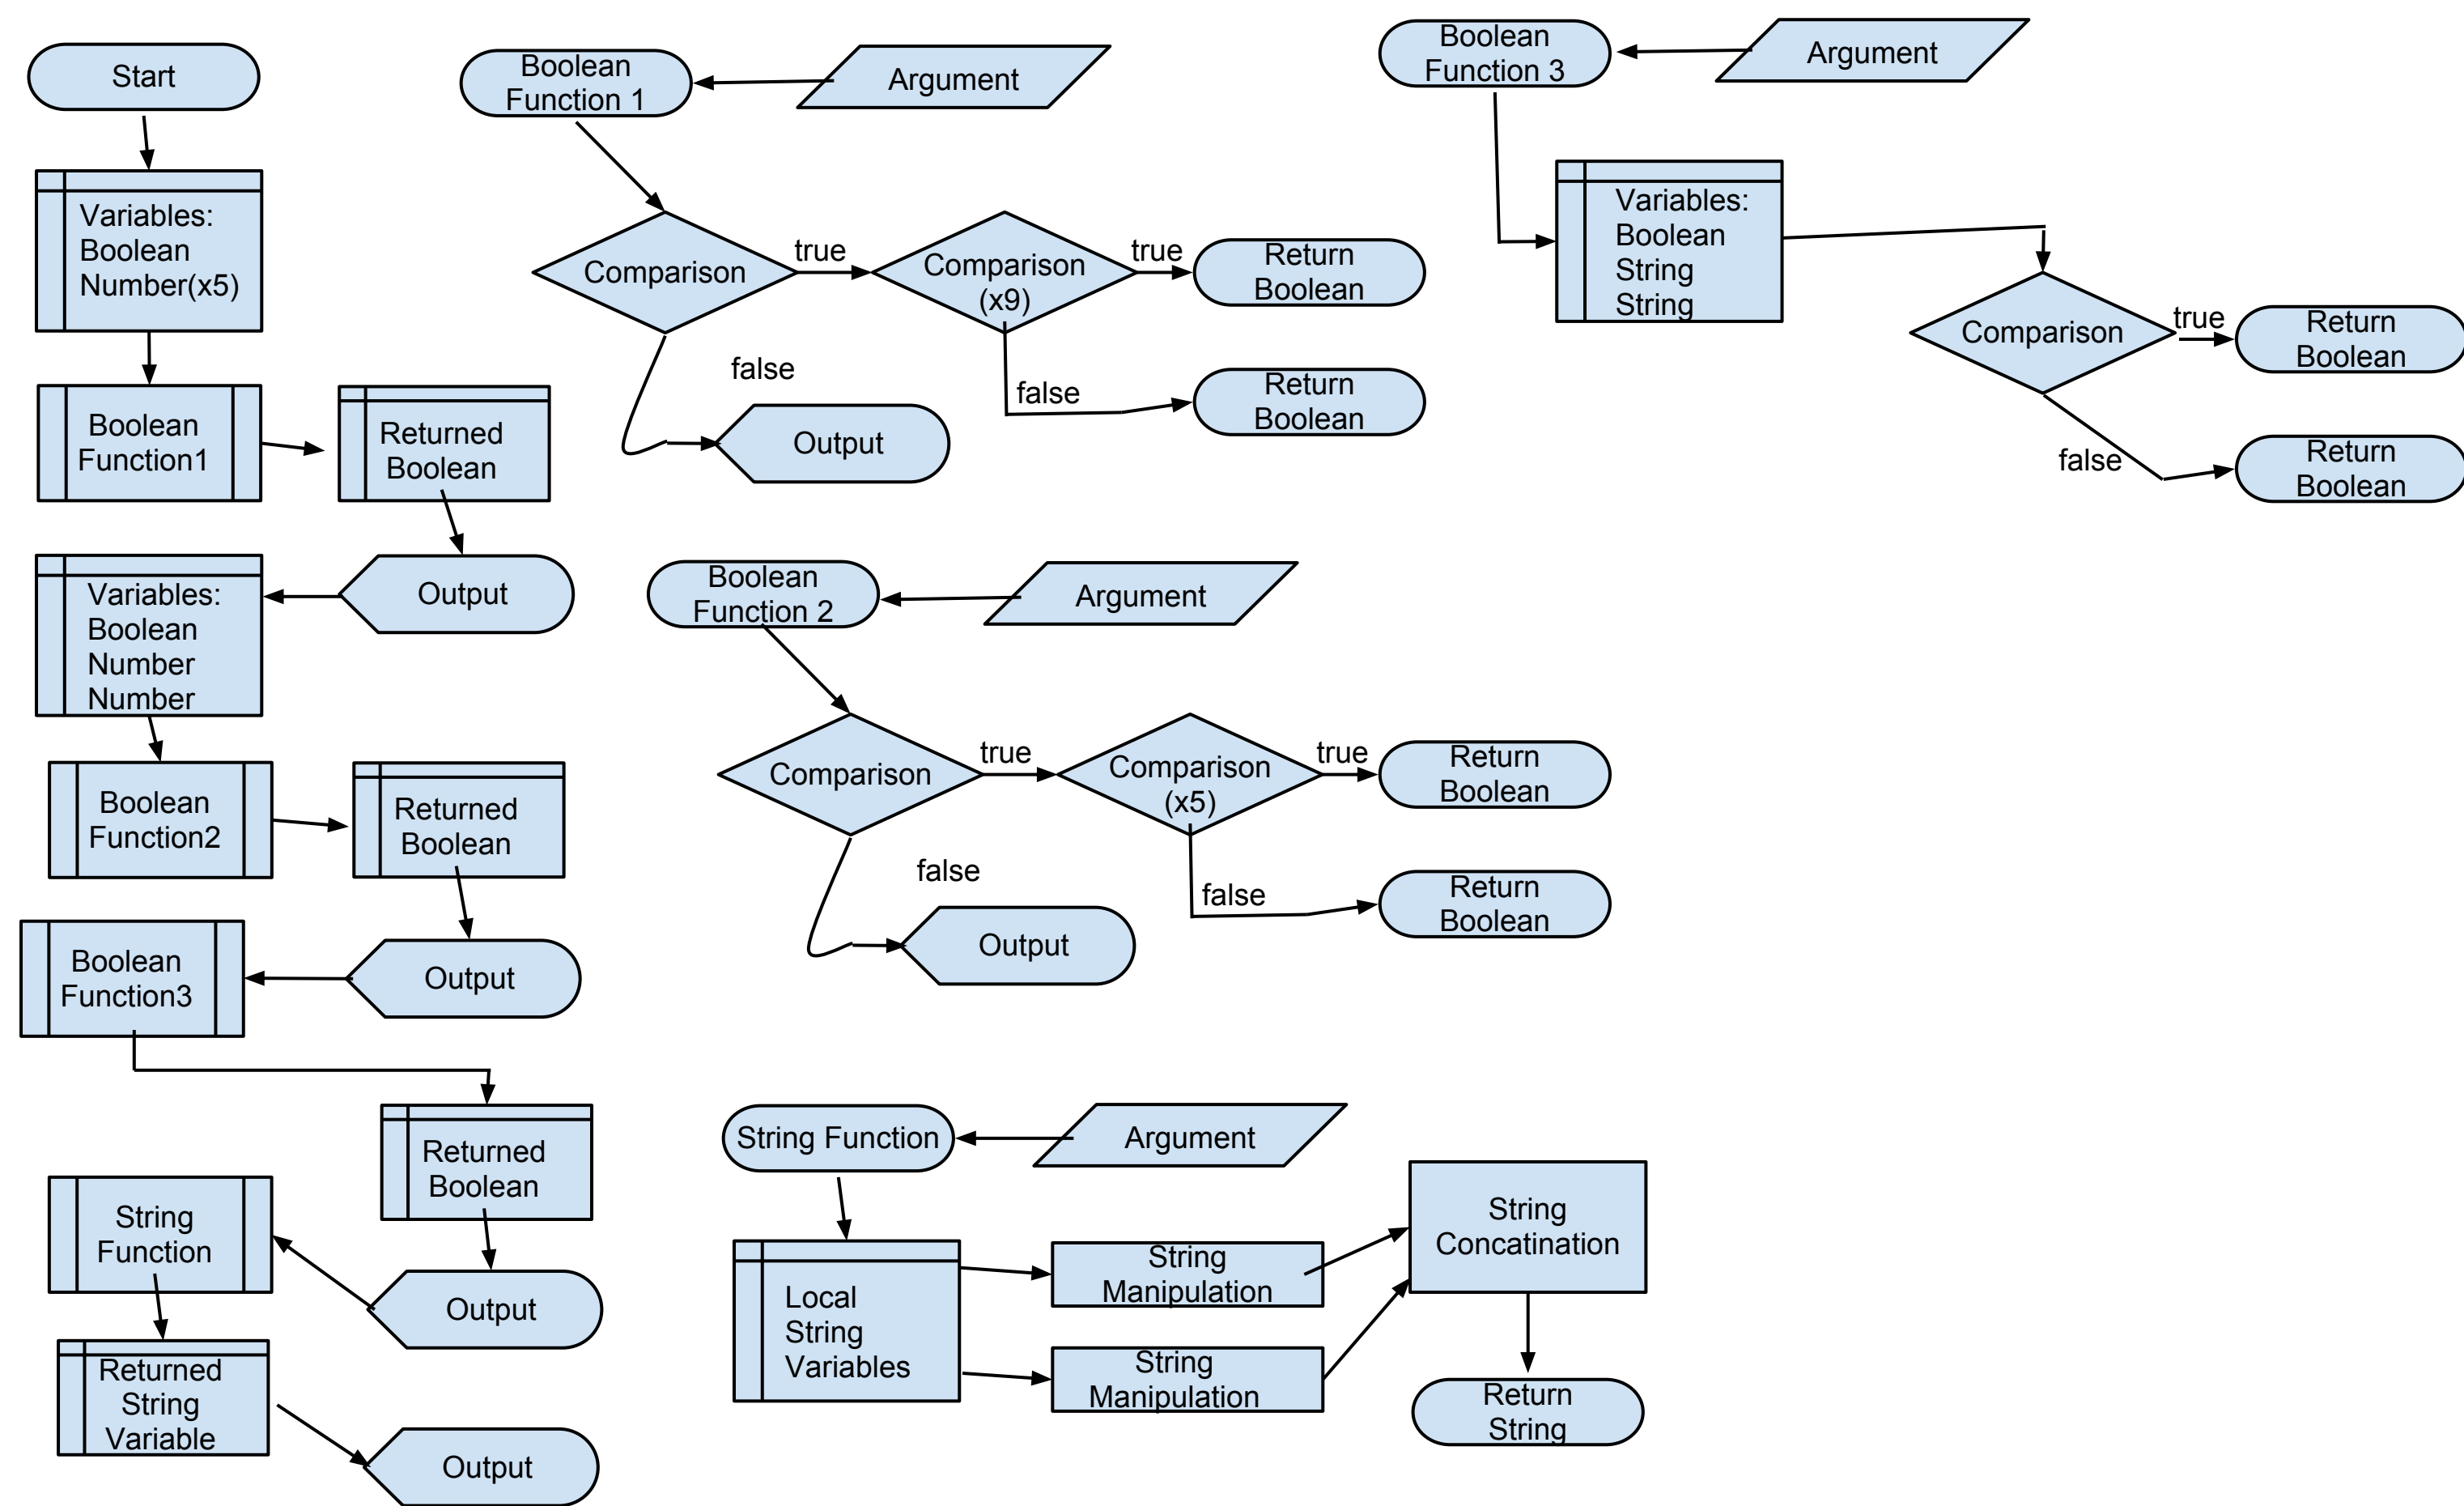 Start
Variables:
Boolean
Number(x5)
Boolean
Function1
Returned
Boolean
Output
Variables:
Boolean
Number
Number
Boolean
Function2
Returned
Boolean
Output
Boolean
Function3
Returned
Boolean
Output
String
Function
Returned
String
Variable
Output
Boolean
Function 1
Argument
Comparison
true
Comparison
(x9)
true
Return
Boolean
false
Output
false
Return
Boolean
Boolean
Function 2
Argument
Comparison
true
Comparison
(x5)
true
Return
Boolean
false
Output
false
Return
Boolean
Boolean
Function 3
Argument
Variables:
Boolean
String
String
Comparison
true
Return
Boolean
false
Return
Boolean
String Function
Argument
Local
String
Variables
String
Manipulation
String
Manipulation
String
Concatination
Return
String